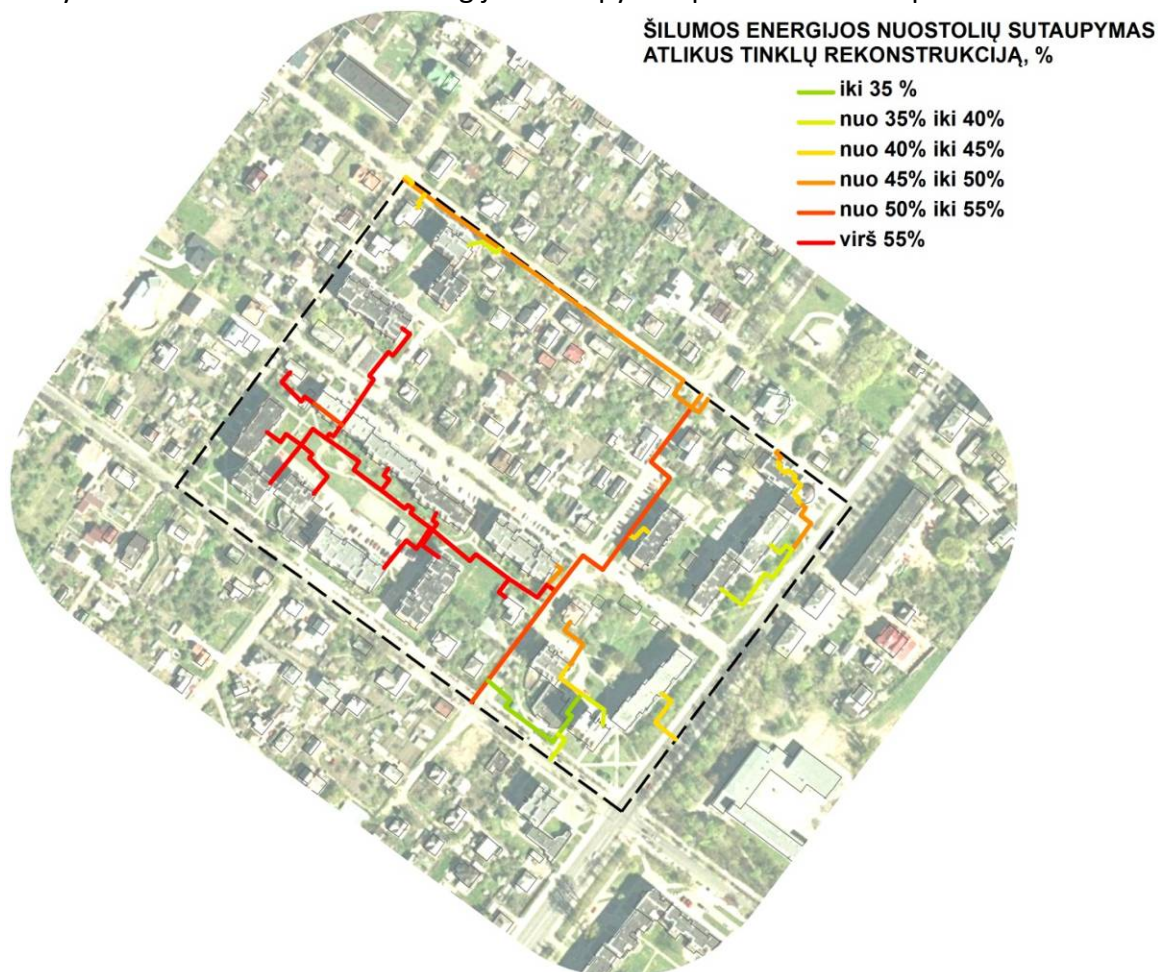 ŠILUMOS ENERGIJOS NUOSTOLIŲ SUTAUPYMAS
ATLIKUS TINKLŲ REKONSTRUKCIJĄ, %
iki 35 %
nuo 35% iki 40%
nuo 40% iki 45%
nuo 45% iki 50%
nuo 50% iki 55%
virš 55%